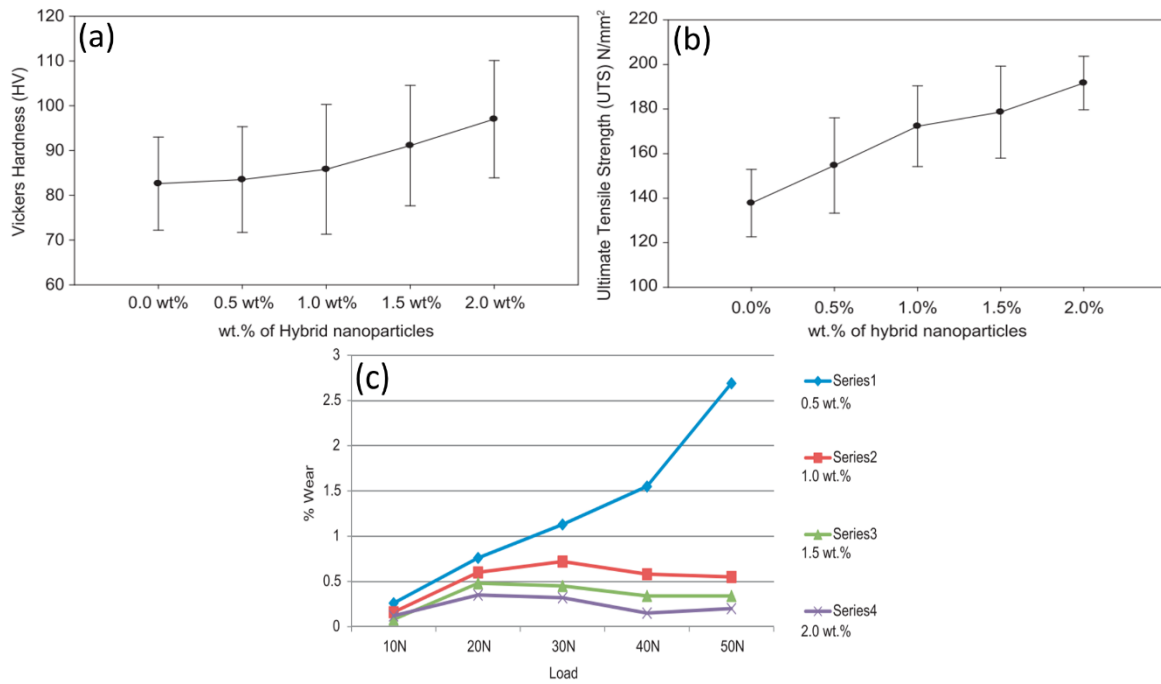 (a)
Vickers Hardness (HV)
120
110
100
90
80
70
60
0.0 wt% 0.5 wt% 1.0 wt% 1.5 wt% 2.0 wt%
wt.% of Hybrid nanoparticles
(b)
Ultimate Tensile Strength (UTS) N/mm²
220
200
180
160
140
120
100
0.0% 0.5% 1.0% 1.5% 2.0%
wt.% of hybrid nanoparticles
(c)
% Wear
3
2.5
2
1.5
1
0.5
0
10N 20N 30N 40N 50N
Load
Series1
0.5 wt.%
Series2
1.0 wt.%
Series3
1.5 wt.%
Series4
2.0 wt.%